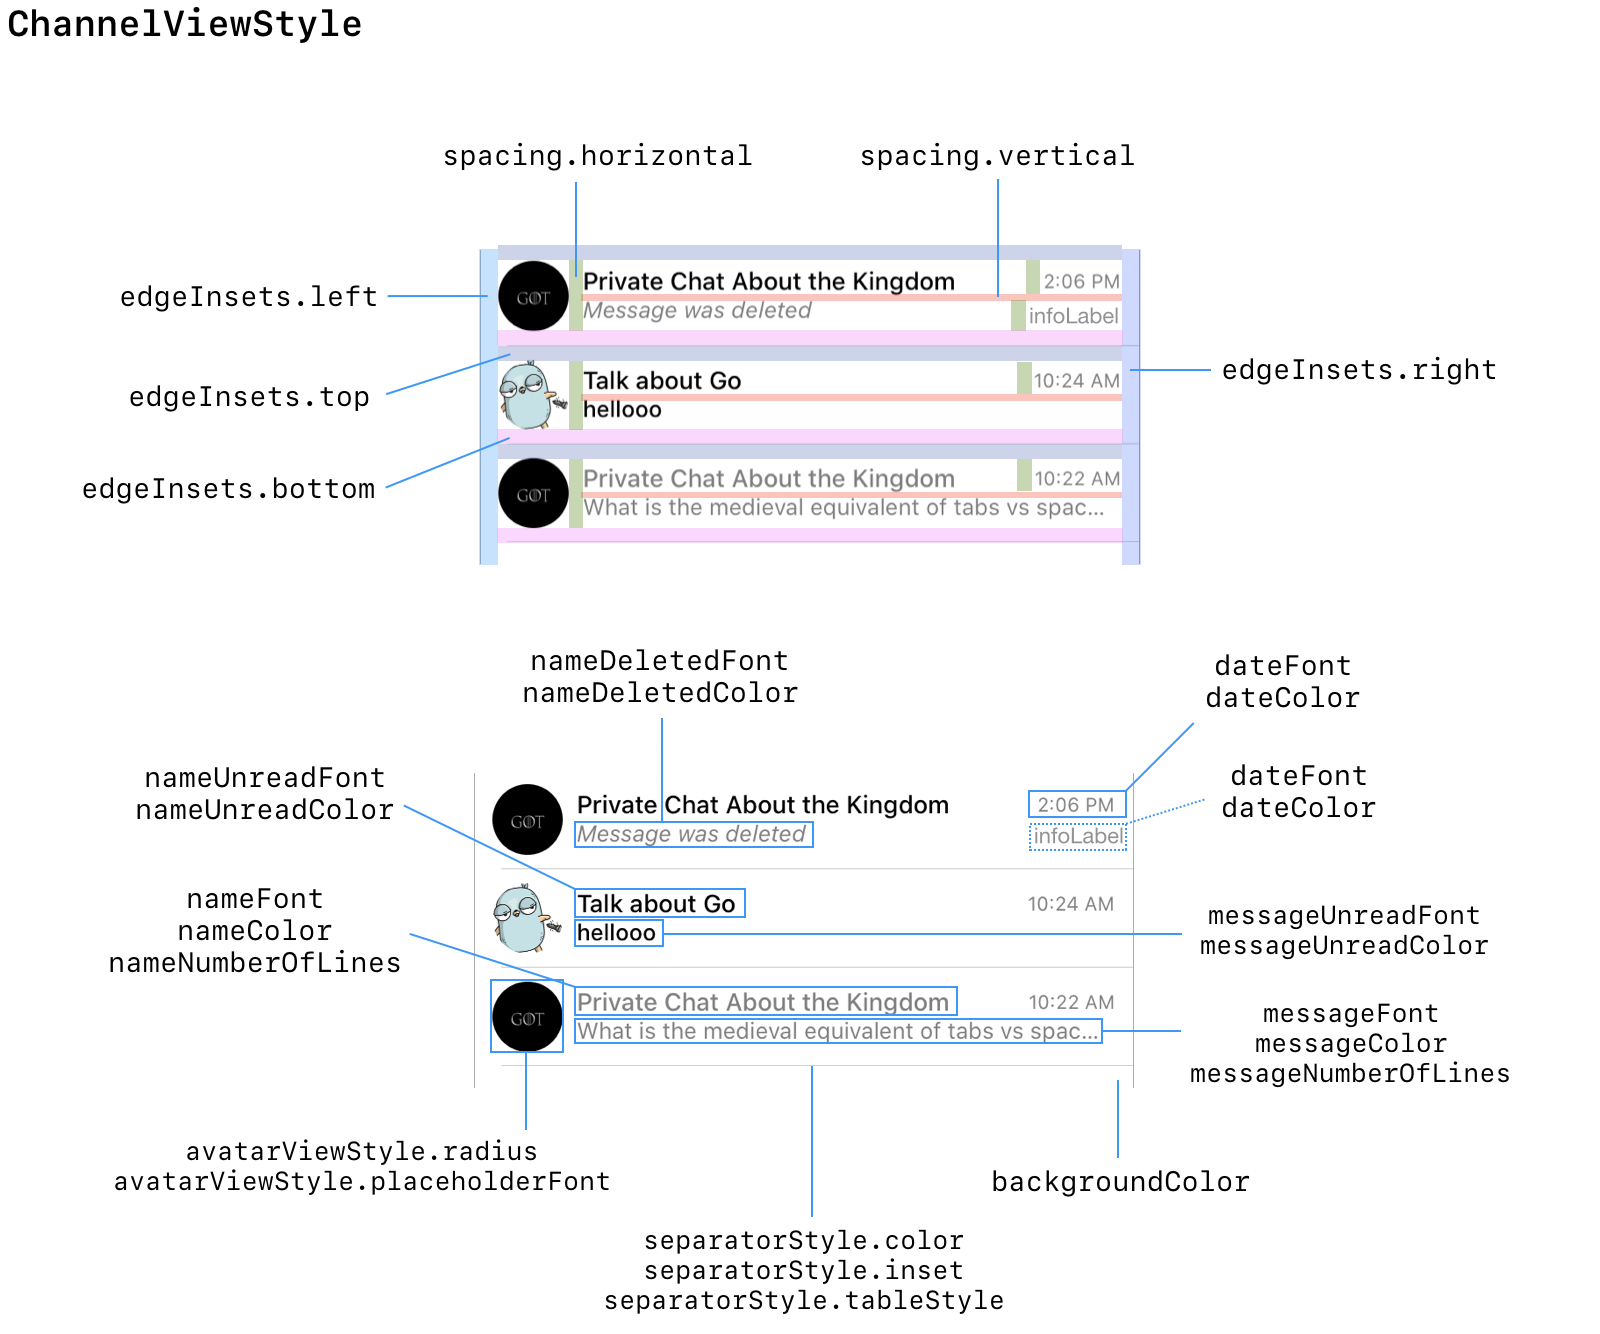 ChannelViewStyle
spacing.horizontal
spacing.vertical
edgeInsets.left
GOT
Private Chat About the Kingdom
2:06 PM
Message was deleted
infoLabel
edgeInsets.top
Talk about Go
10:24 AM
hellooo
edgeInsets.right
edgeInsets.bottom
GOT
Private Chat About the Kingdom
10:22 AM
What is the medieval equivalent of tabs vs spac...
nameDeletedFont
nameDeletedColor
dateFont
dateColor
nameUnreadFont
nameUnreadColor
dateFont
dateColor
GOT
Private Chat About the Kingdom
2:06 PM
Message was deleted
infoLabel
nameFont
nameColor
nameNumberOfLines
Talk about Go
10:24 AM
hellooo
messageUnreadFont
messageUnreadColor
GOT
Private Chat About the Kingdom
10:22 AM
What is the medieval equivalent of tabs vs spac...
messageFont
messageColor
messageNumberOfLines
avatarViewStyle.radius
avatarViewStyle.placeholderFont
backgroundColor
separatorStyle.color
separatorStyle.inset
separatorStyle.tableStyle